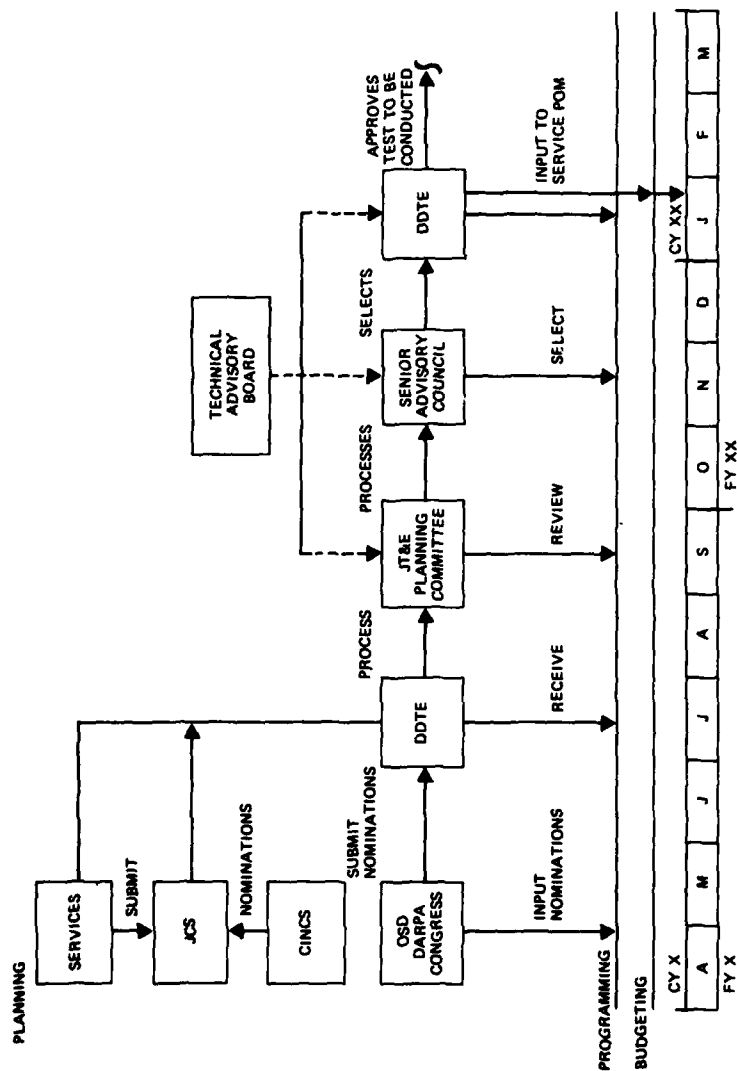 PLANNING
SERVICES
SUBMIT
JCS
NOMINATIONS
CINCS
SUBMIT
NOMINATIONS
OSD
DARPA
CONGRESS
INPUT
NOMINATIONS
DDTE
RECEIVE
PROCESS
JT&E
PLANNING
COMMITTEE
REVIEW
PROCESSES
TECHNICAL
ADVISORY
BOARD
SENIOR
ADVISORY
COUNCIL
SELECT
SELECTS
DDTE
APPROVES
TEST TO BE
CONDUCTED
INPUT TO
SERVICE POM
PROGRAMMING
BUDGETING
CY X
CY XX
A M J J A S O N D J F M
FY X
FY XX